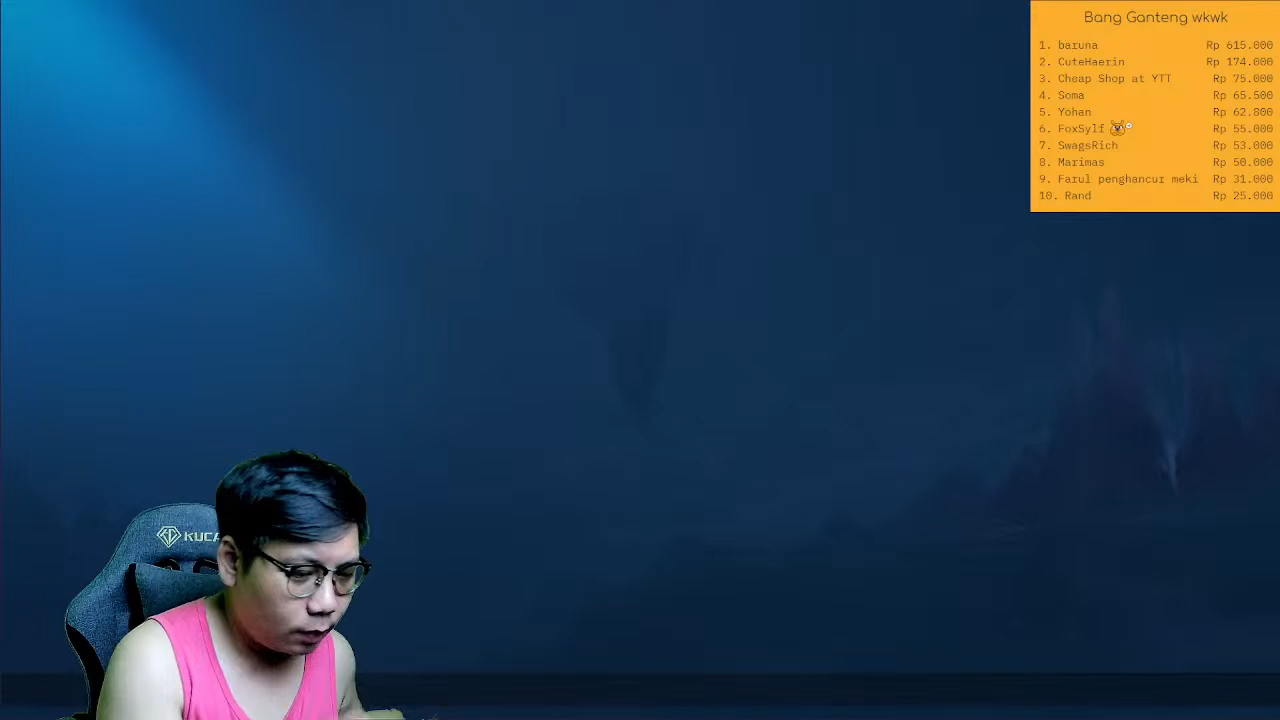 Bang Ganteng wkwk
1. baruna Rp 615.000
2. CuteHaerin Rp 174.000
3. Cheap Shop at YTT Rp 75.000
4. Soma Rp 65.500
5. Yohan Rp 62.800
6. FoxSylf Rp 55.000
7. SwagsRich Rp 53.000
8. Marimas Rp 50.000
9. Farul penghancur meki Rp 31.000
10. Rand Rp 25.000
KUCA